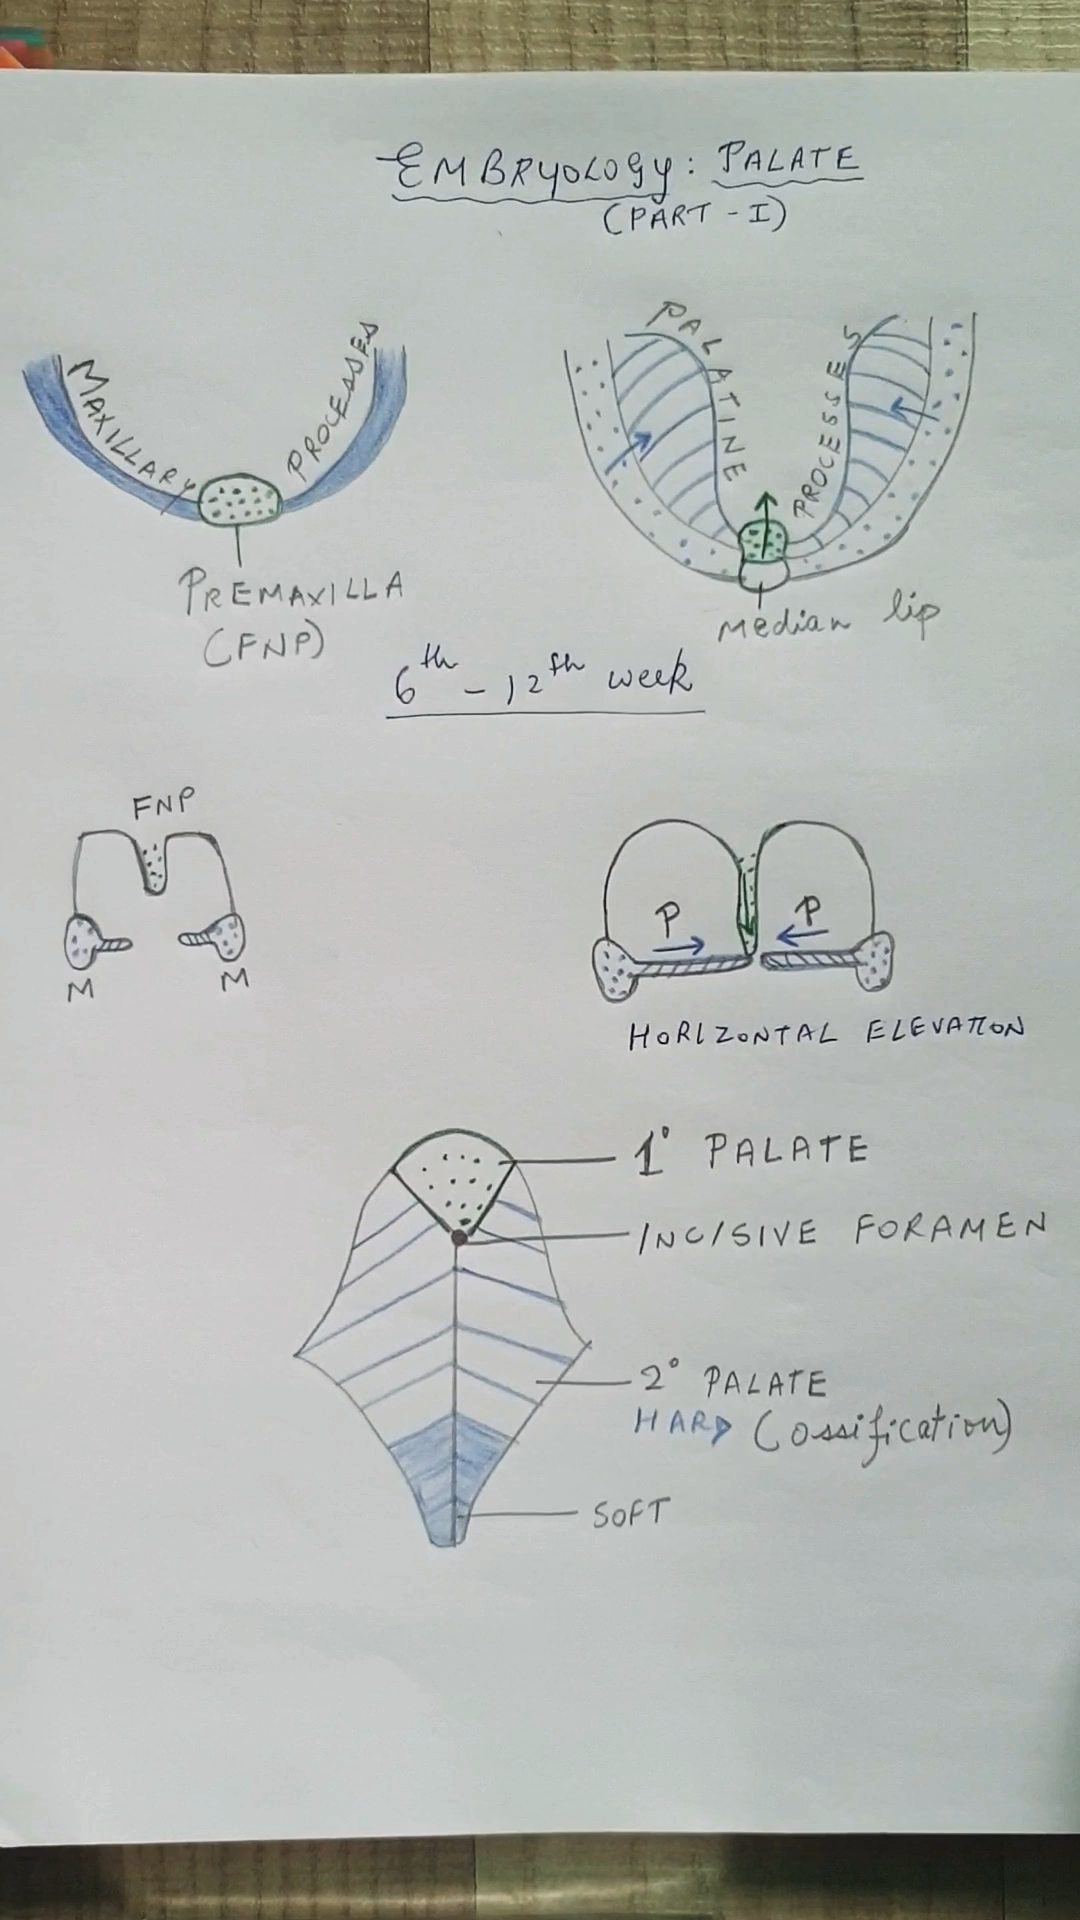 EMBRYOLOGY: PALATE
(PART - I)
MAXILLARY PROCESSES
PALATINE PROCESSES
PREMAXILLA
(FNP)
Median lip
6th - 12th week
FNP
M M
P P
HORIZONTAL ELEVATION
1° PALATE
INCISIVE FORAMEN
2° PALATE
HARD (Ossification)
SOFT